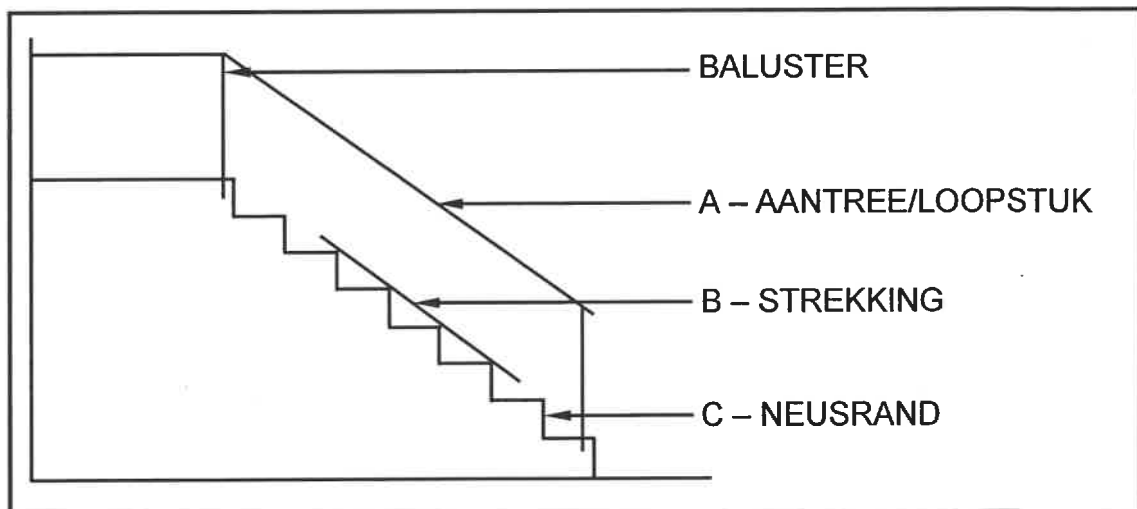 BALUSTER
A – AANTREE/LOOPSTUK
B – STREKKING
C – NEUSRAND